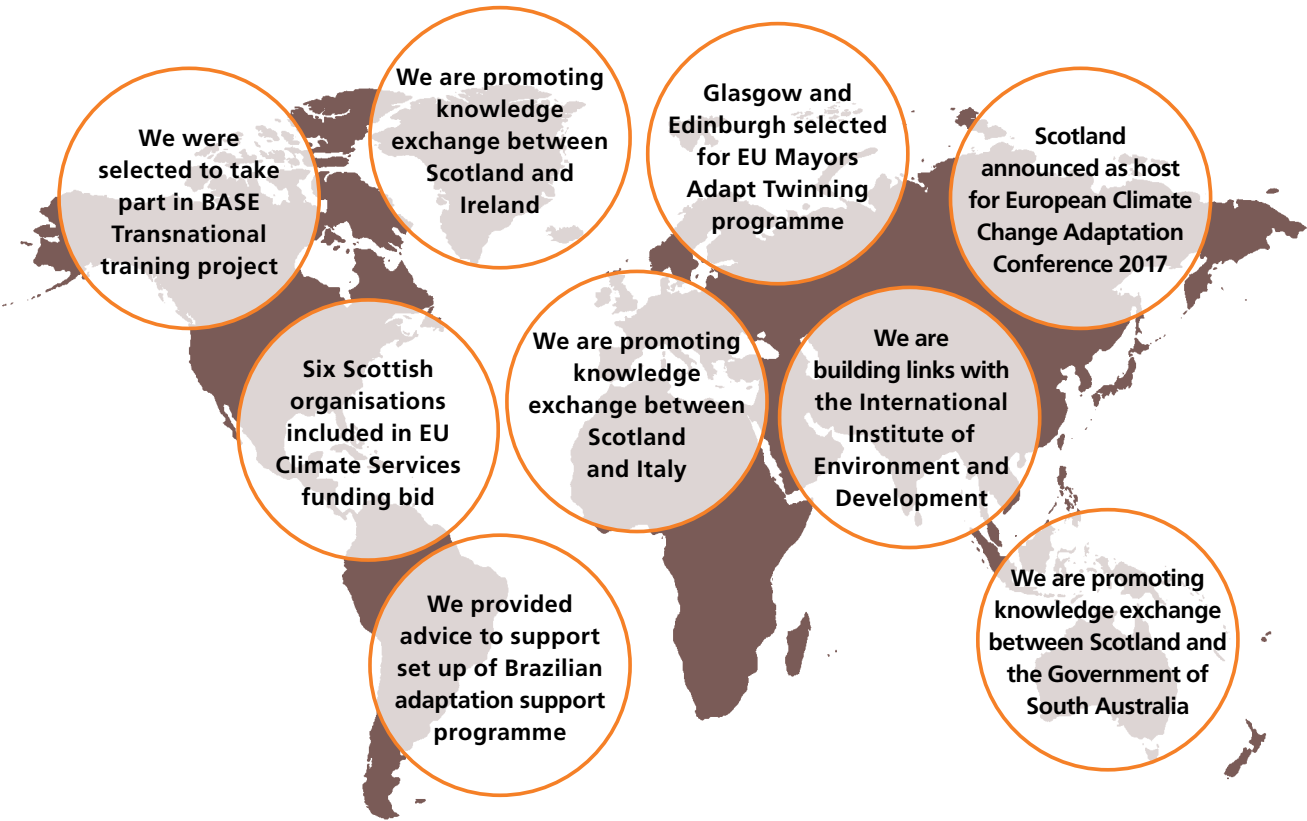 We were
selected to take
part in BASE
Transnational
training project
We are promoting
knowledge
exchange between
Scotland and
Ireland
Glasgow and
Edinburgh selected
for EU Mayors
Adapt Twinning
programme
Scotland
announced as host
for European Climate
Change Adaptation
Conference 2017
Six Scottish
organisations
included in EU
Climate Services
funding bid
We are promoting
knowledge
exchange between
Scotland
and Italy
We are
building links with
the International
Institute of
Environment and
Development
We provided
advice to support
set up of Brazilian
adaptation support
programme
We are promoting
knowledge exchange
between Scotland and
the Government of
South Australia